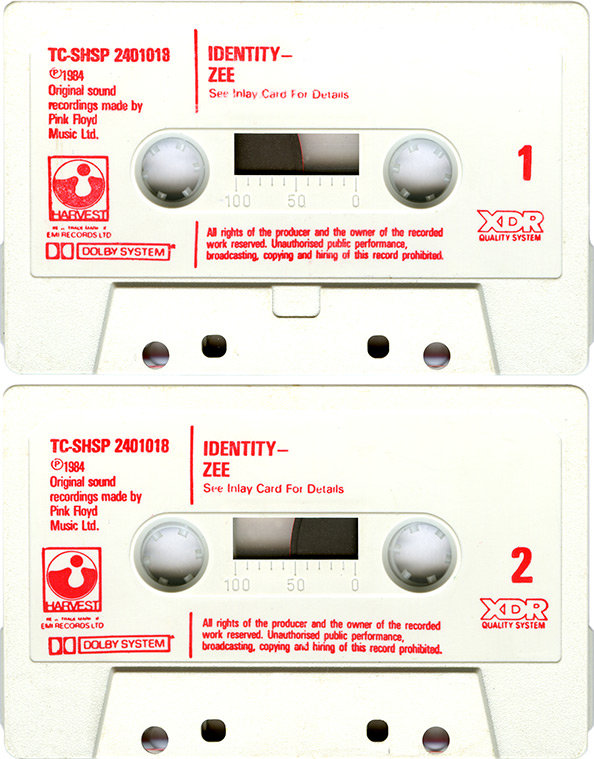 TC-SHSP 2401018
℗1984
Original sound
recordings made by
Pink Floyd
Music Ltd.
IDENTITY–
ZEE
See Inlay Card For Details
100 50 0
1
HARVEST
TRADE MARK
EMI RECORDS LTD
DOLBY SYSTEM
All rights of the producer and the owner of the recorded
work reserved. Unauthorised public performance,
broadcasting, copying and hiring of this record prohibited.
XDR
QUALITY SYSTEM
TC-SHSP 2401018
℗1984
Original sound
recordings made by
Pink Floyd
Music Ltd.
IDENTITY–
ZEE
See Inlay Card For Details
100 50 0
2
HARVEST
TRADE MARK
EMI RECORDS LTD
DOLBY SYSTEM
All rights of the producer and the owner of the recorded
work reserved. Unauthorised public performance,
broadcasting, copying and hiring of this record prohibited.
XDR
QUALITY SYSTEM